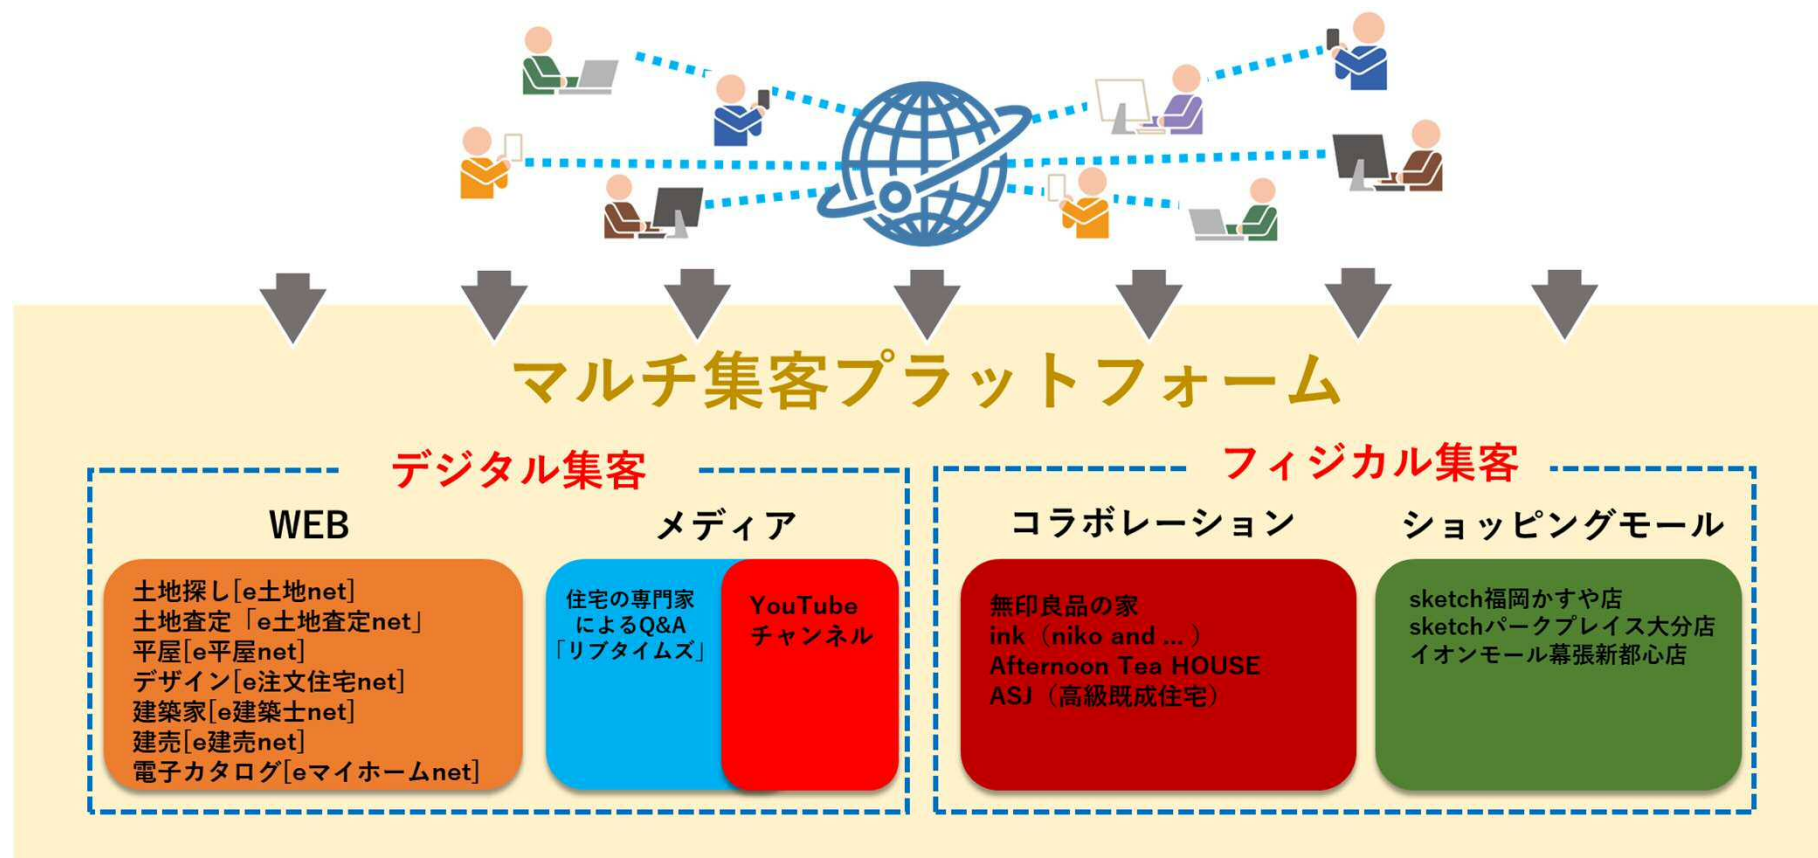 マルチ集客プラットフォーム
デジタル集客
WEB
土地探し[e土地net]
土地査定「e土地査定net」
平屋[e平屋net]
デザイン[e注文住宅net]
建築家[e建築士net]
建売[e建売net]
電子カタログ[eマイホームnet]
メディア
住宅の専門家
によるQ&A
「リブタイムズ」
YouTube
チャンネル
フィジカル集客
コラボレーション
無印良品の家
ink（niko and ...）
Afternoon Tea HOUSE
ASJ（高級既成住宅）
ショッピングモール
sketch福岡かすや店
sketchパークプレイス大分店
イオンモール幕張新都心店